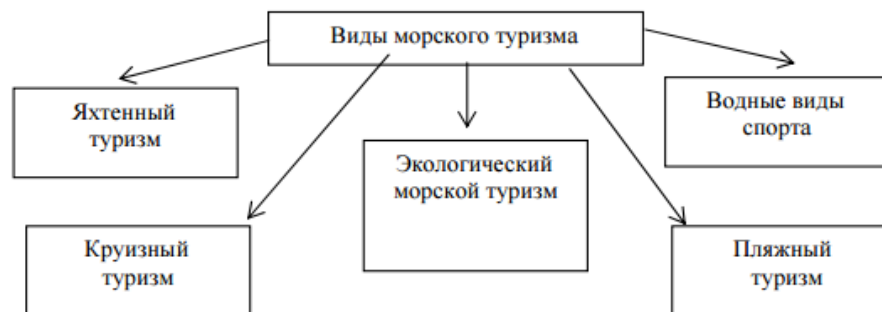 Виды морского туризма
Яхтенный
туризм
Водные виды
спорта
Экологический
морской туризм
Круизный
туризм
Пляжный
туризм